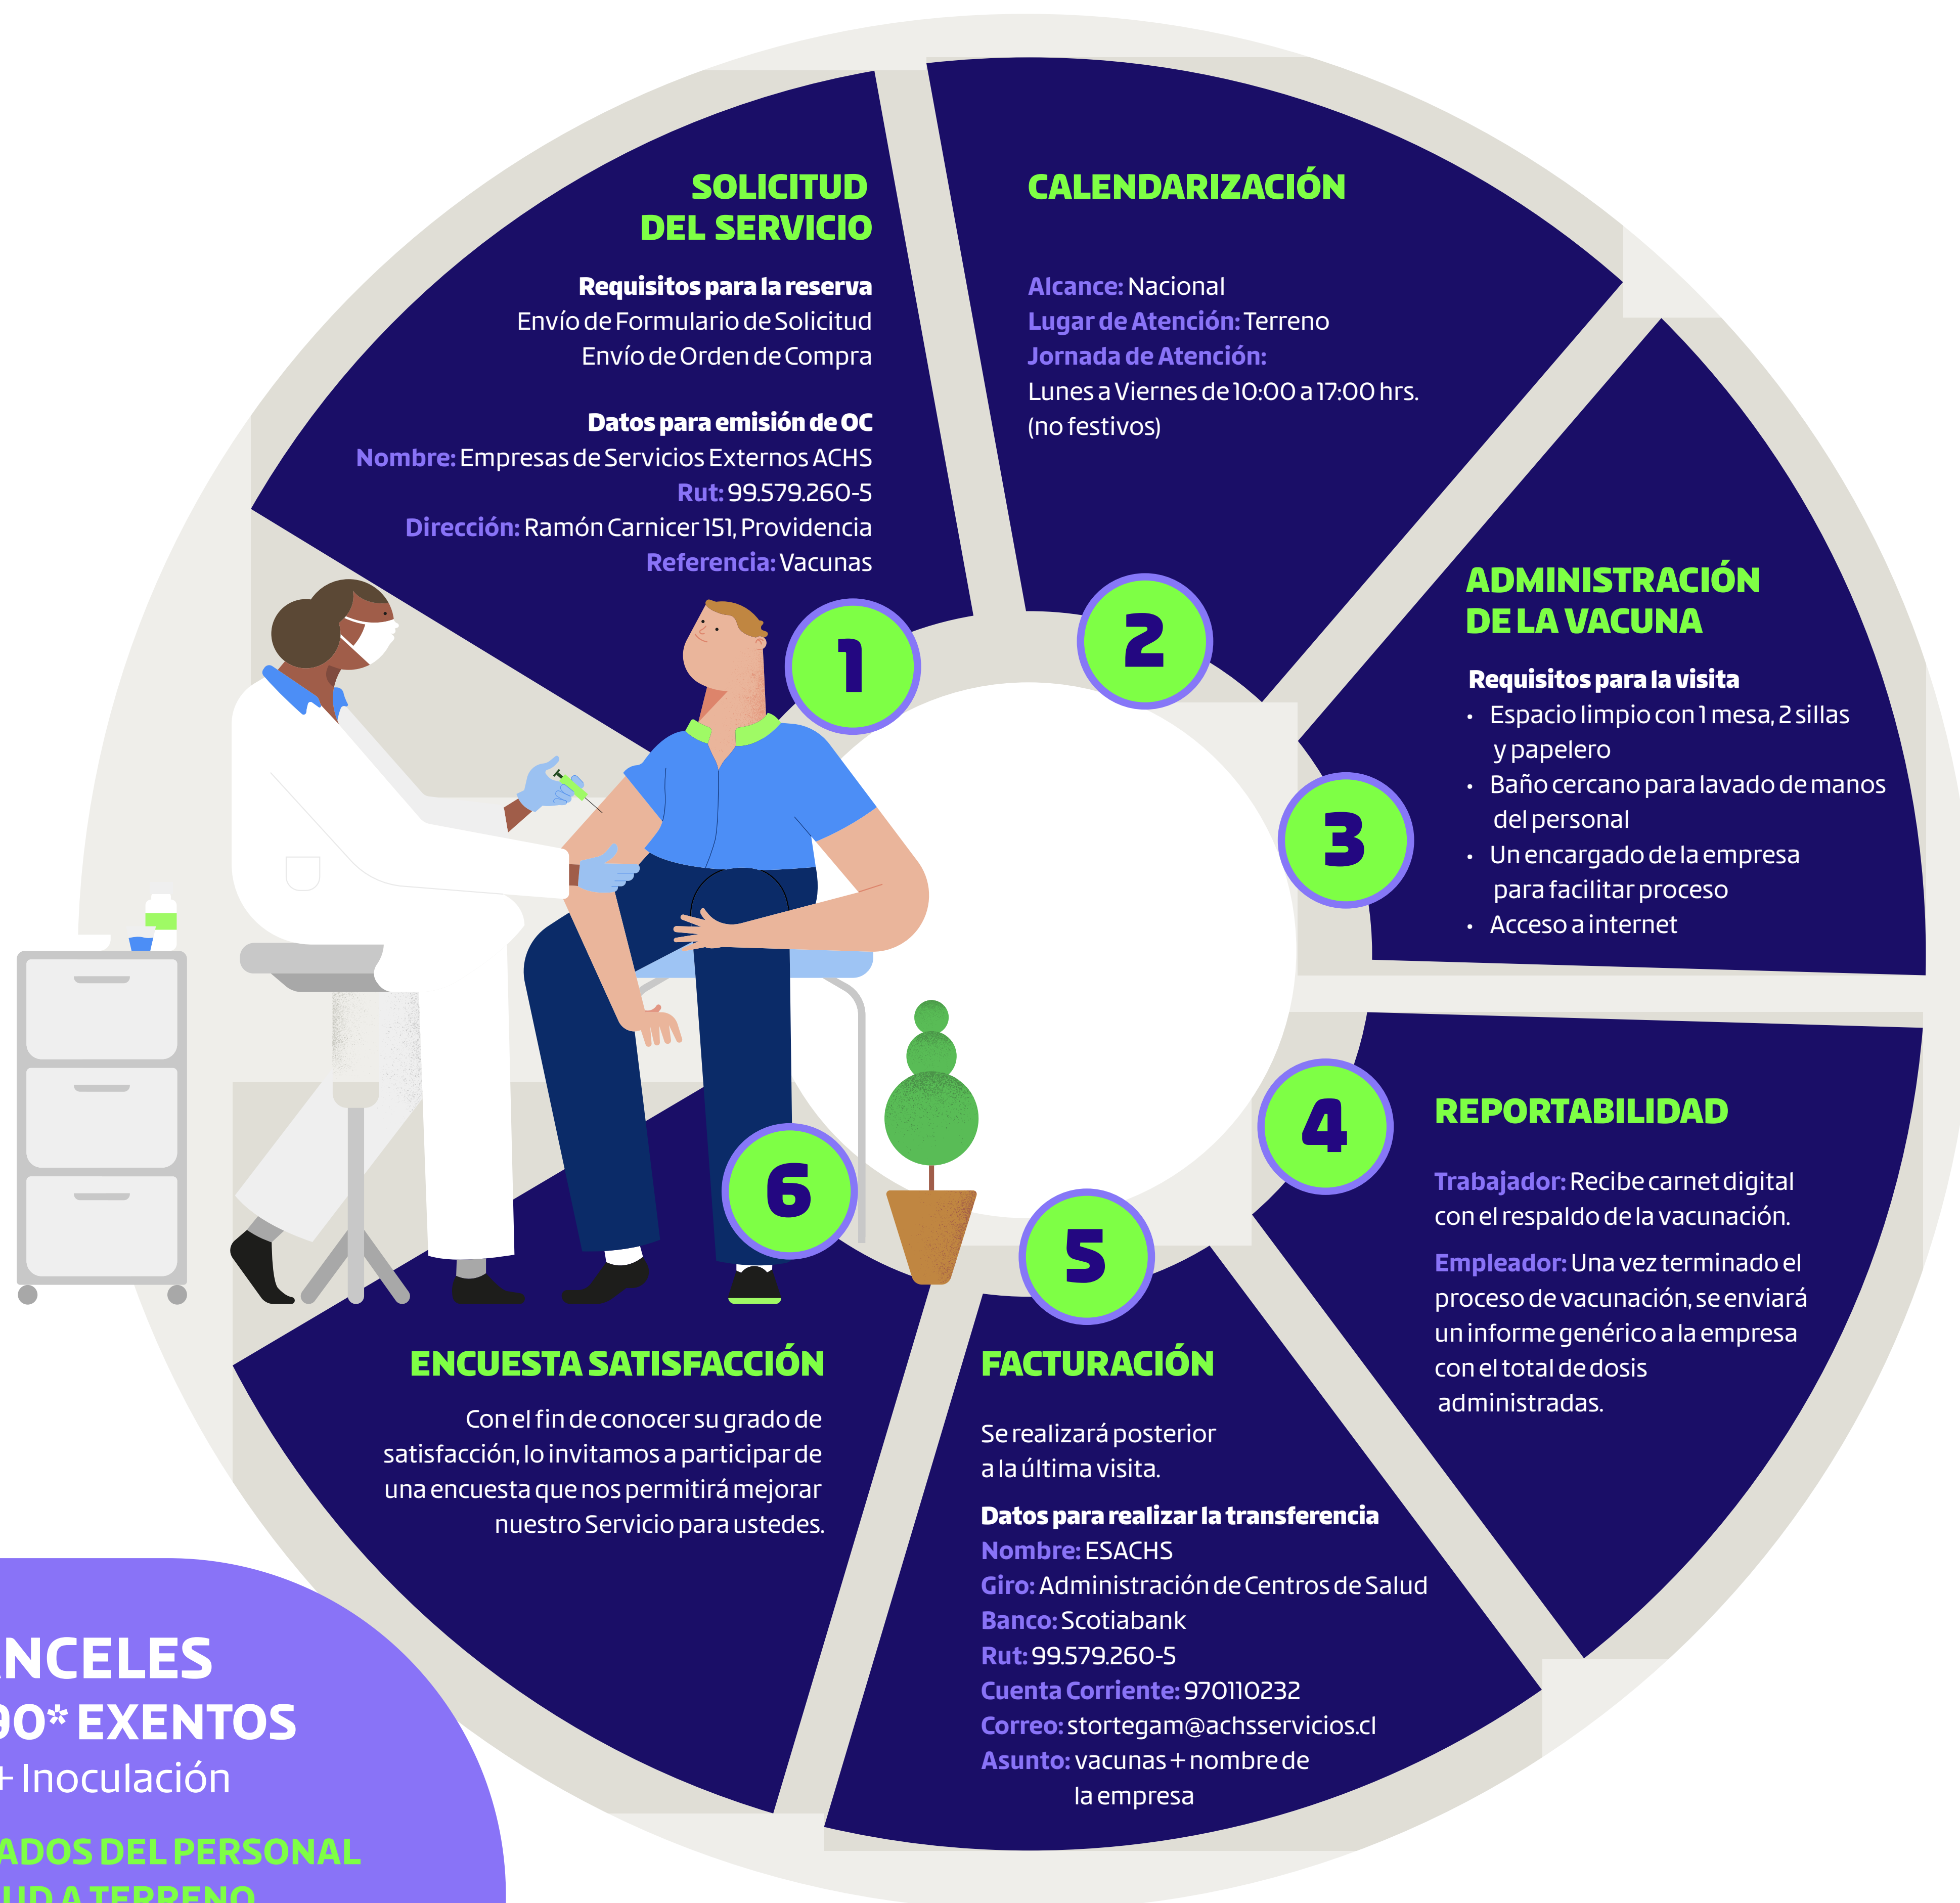 SOLICITUD
DEL SERVICIO
Requisitos para la reserva
Envío de Formulario de Solicitud
Envío de Orden de Compra
Datos para emisión de OC
Nombre: Empresas de Servicios Externos ACHS
Rut: 99.579.260-5
Dirección: Ramón Carnicer 151, Providencia
Referencia: Vacunas
1
CALENDARIZACIÓN
Alcance: Nacional
Lugar de Atención: Terreno
Jornada de Atención:
Lunes a Viernes de 10:00 a 17:00 hrs.
(no festivos)
2
ADMINISTRACIÓN
DE LA VACUNA
Requisitos para la visita
• Espacio limpio con 1 mesa, 2 sillas
y papelero
• Baño cercano para lavado de manos
del personal
• Un encargado de la empresa
para facilitar proceso
• Acceso a internet
3
REPORTABILIDAD
Trabajador: Recibe carnet digital
con el respaldo de la vacunación.
Empleador: Una vez terminado el
proceso de vacunación, se enviará
un informe genérico a la empresa
con el total de dosis
administradas.
4
FACTURACIÓN
Se realizará posterior
a la última visita.
Datos para realizar la transferencia
Nombre: ESACHS
Giro: Administración de Centros de Salud
Banco: Scotiabank
Rut: 99.579.260-5
Cuenta Corriente: 970110232
Correo: stortegam@achsservicios.cl
Asunto: vacunas + nombre de
la empresa
5
ENCUESTA SATISFACCIÓN
Con el fin de conocer su grado de
satisfacción, lo invitamos a participar de
una encuesta que nos permitirá mejorar
nuestro Servicio para ustedes.
6
NCELES
90* EXENTOS
+ Inoculación
ADOS DEL PERSONAL
UD A TERRENO